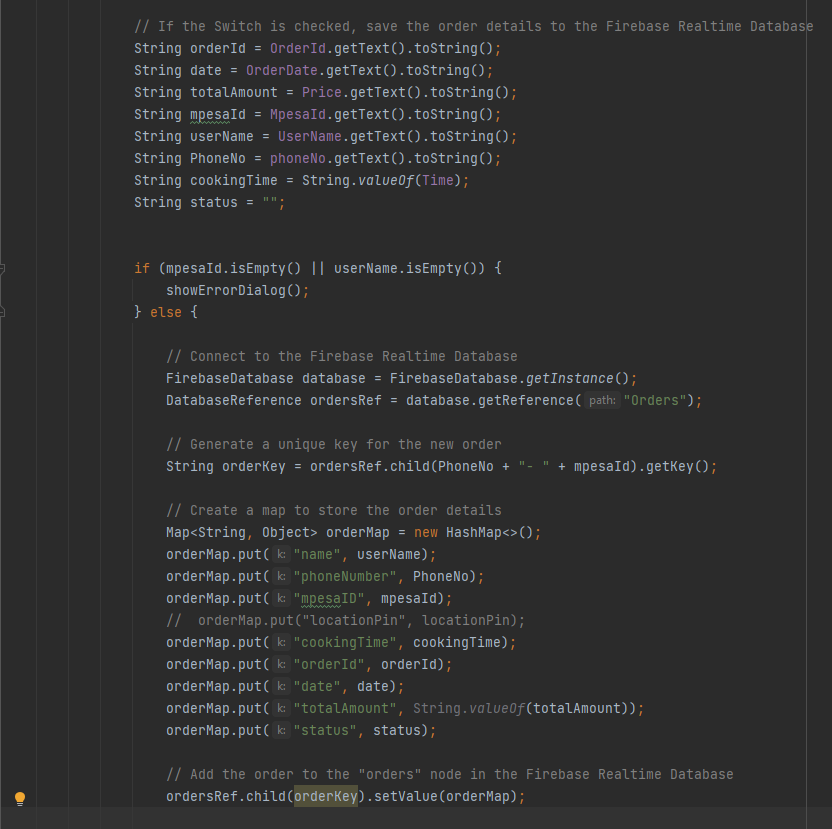 // If the Switch is checked, save the order details to the Firebase Realtime Database
String orderId = OrderId.getText().toString();
String date = OrderDate.getText().toString();
String totalAmount = Price.getText().toString();
String mpesaId = MpesaId.getText().toString();
String userName = UserName.getText().toString();
String PhoneNo = phoneNo.getText().toString();
String cookingTime = String.valueOf(Time);
String status = "";
if (mpesaId.isEmpty() || userName.isEmpty()) {
showErrorDialog();
} else {
// Connect to the Firebase Realtime Database
FirebaseDatabase database = FirebaseDatabase.getInstance();
DatabaseReference ordersRef = database.getReference( path: "Orders");
// Generate a unique key for the new order
String orderKey = ordersRef.child(PhoneNo + "- " + mpesaId).getKey();
// Create a map to store the order details
Map<String, Object> orderMap = new HashMap<>();
orderMap.put( k: "name", userName);
orderMap.put( k: "phoneNumber", PhoneNo);
orderMap.put( k: "mpesaID", mpesaId);
//  orderMap.put("locationPin", locationPin);
orderMap.put( k: "cookingTime", cookingTime);
orderMap.put( k: "orderId", orderId);
orderMap.put( k: "date", date);
orderMap.put( k: "totalAmount", String.valueOf(totalAmount));
orderMap.put( k: "status", status);
// Add the order to the "orders" node in the Firebase Realtime Database
ordersRef.child(orderKey).setValue(orderMap);